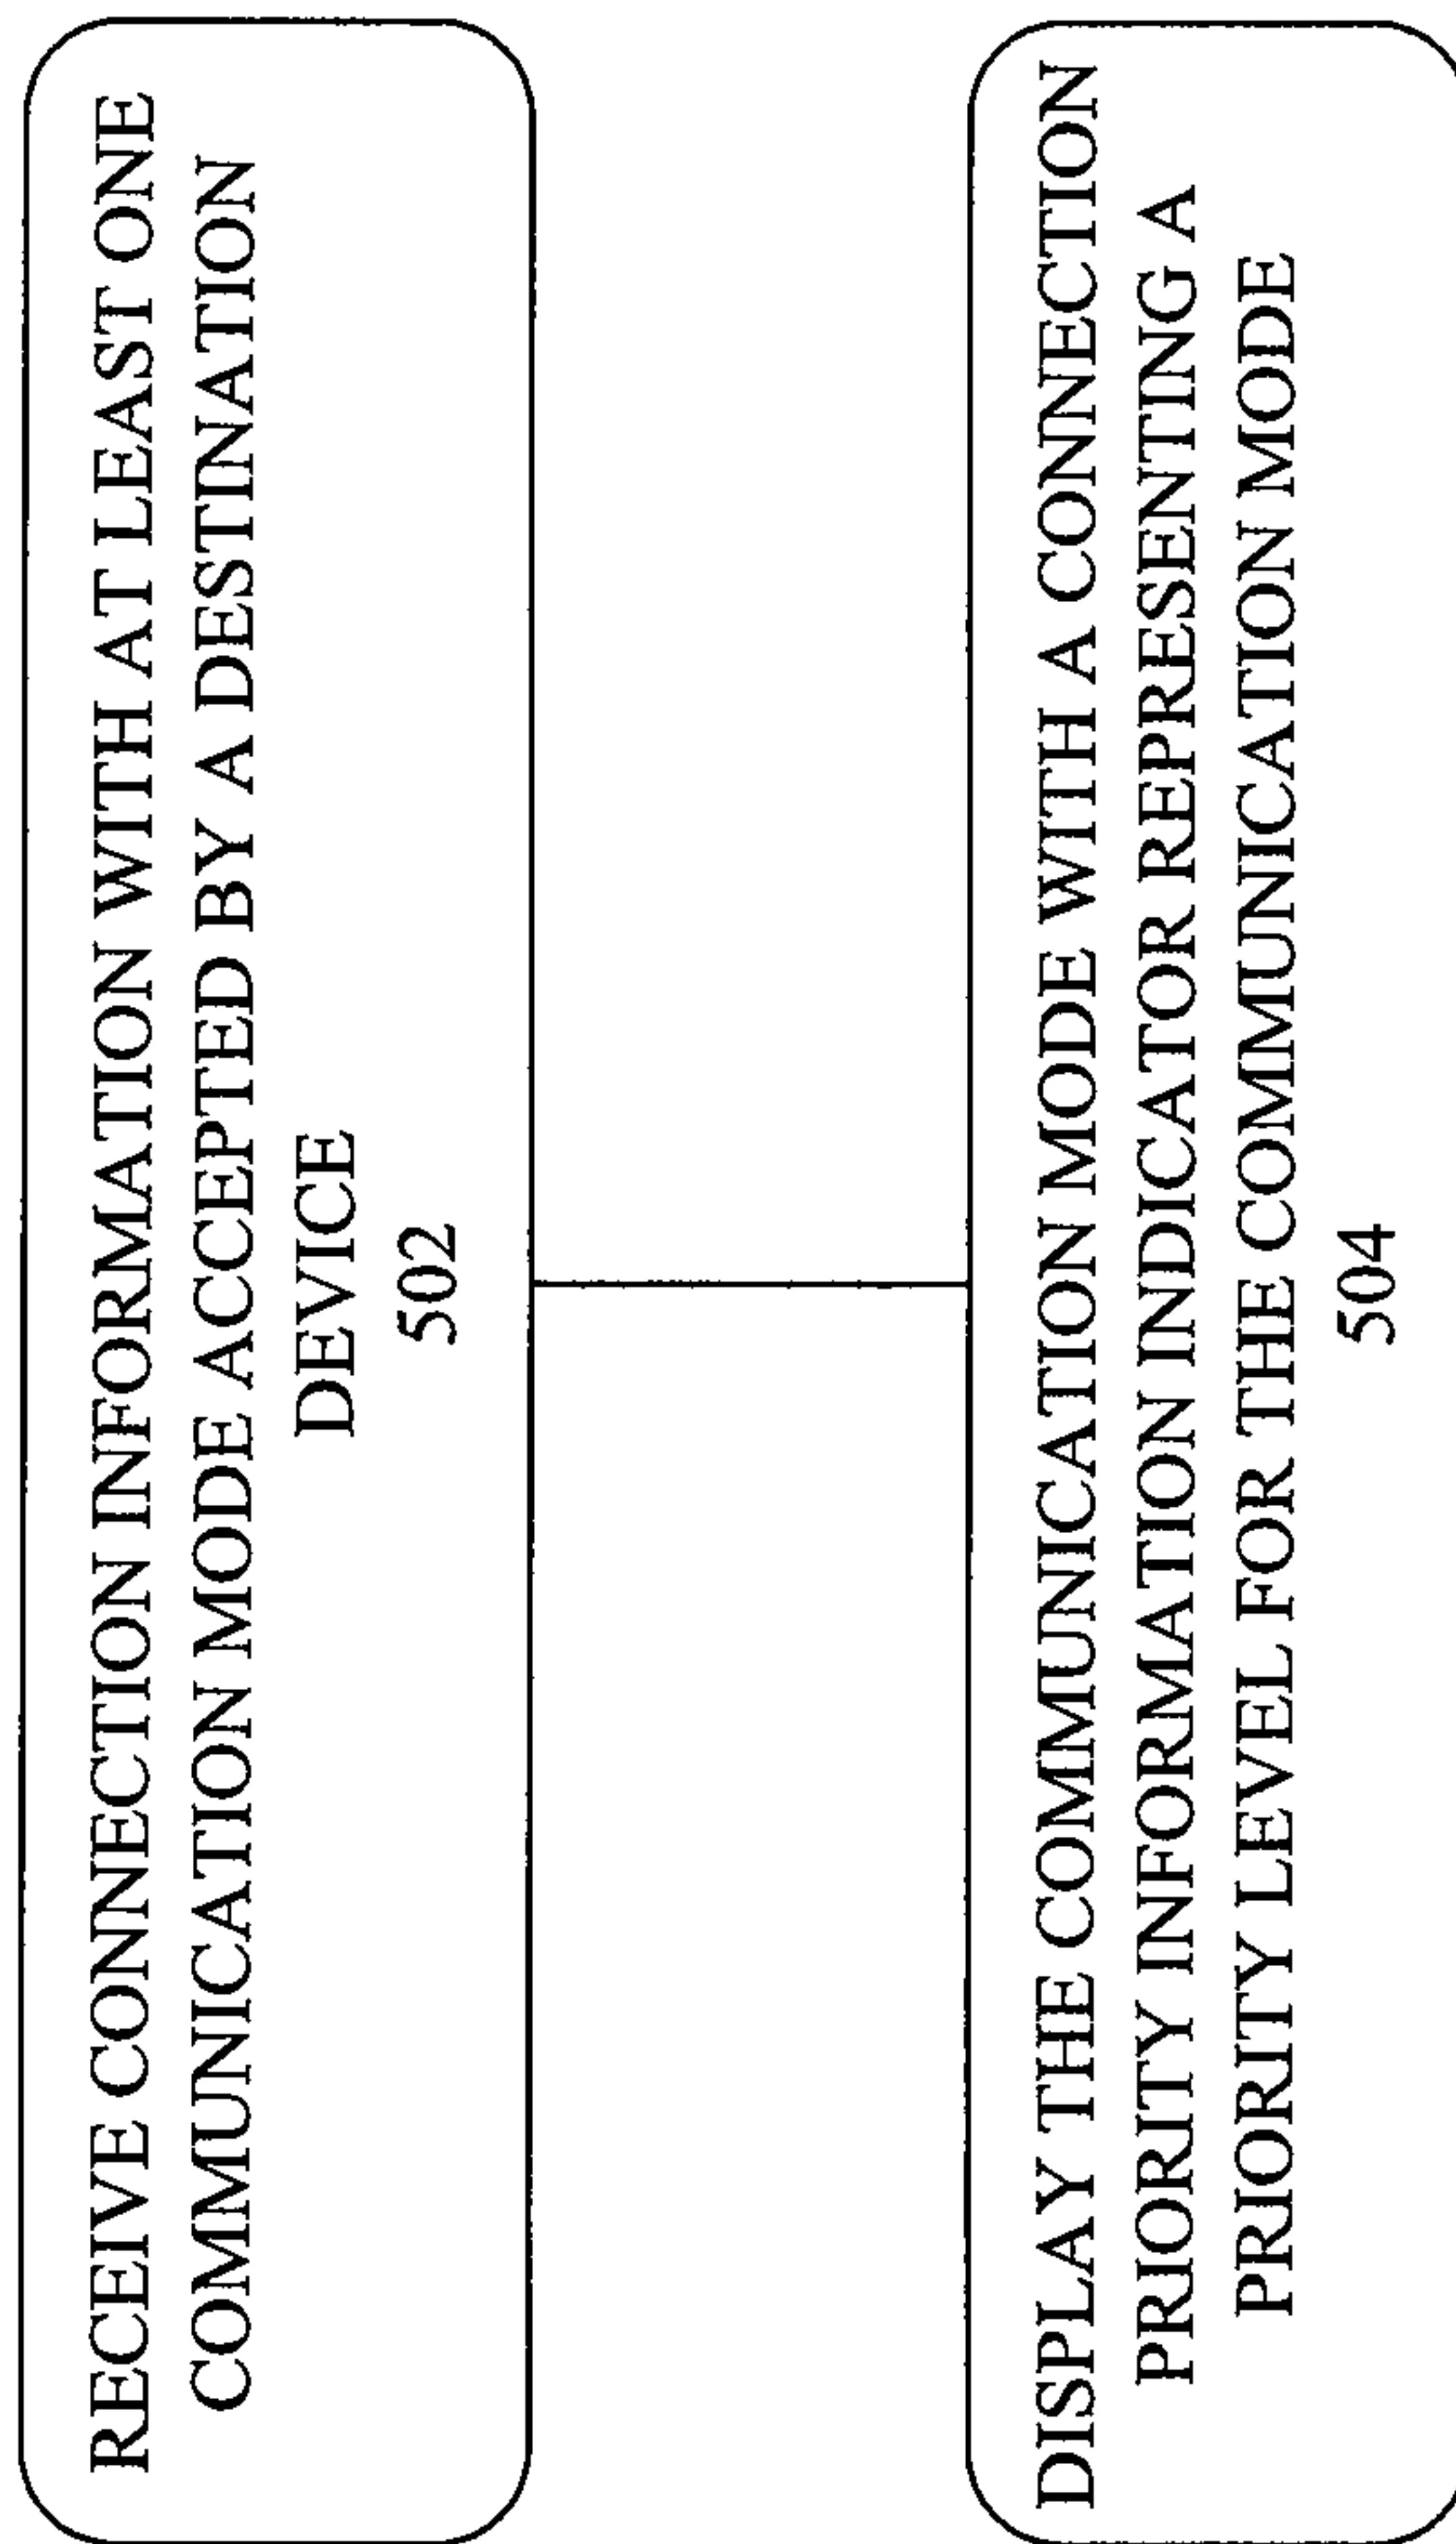 RECEIVE CONNECTION INFORMATION WITH AT LEAST ONE
COMMUNICATION MODE ACCEPTED BY A DESTINATION
DEVICE
502
DISPLAY THE COMMUNICATION MODE WITH A CONNECTION
PRIORITY INFORMATION INDICATOR REPRESENTING A
PRIORITY LEVEL FOR THE COMMUNICATION MODE
504